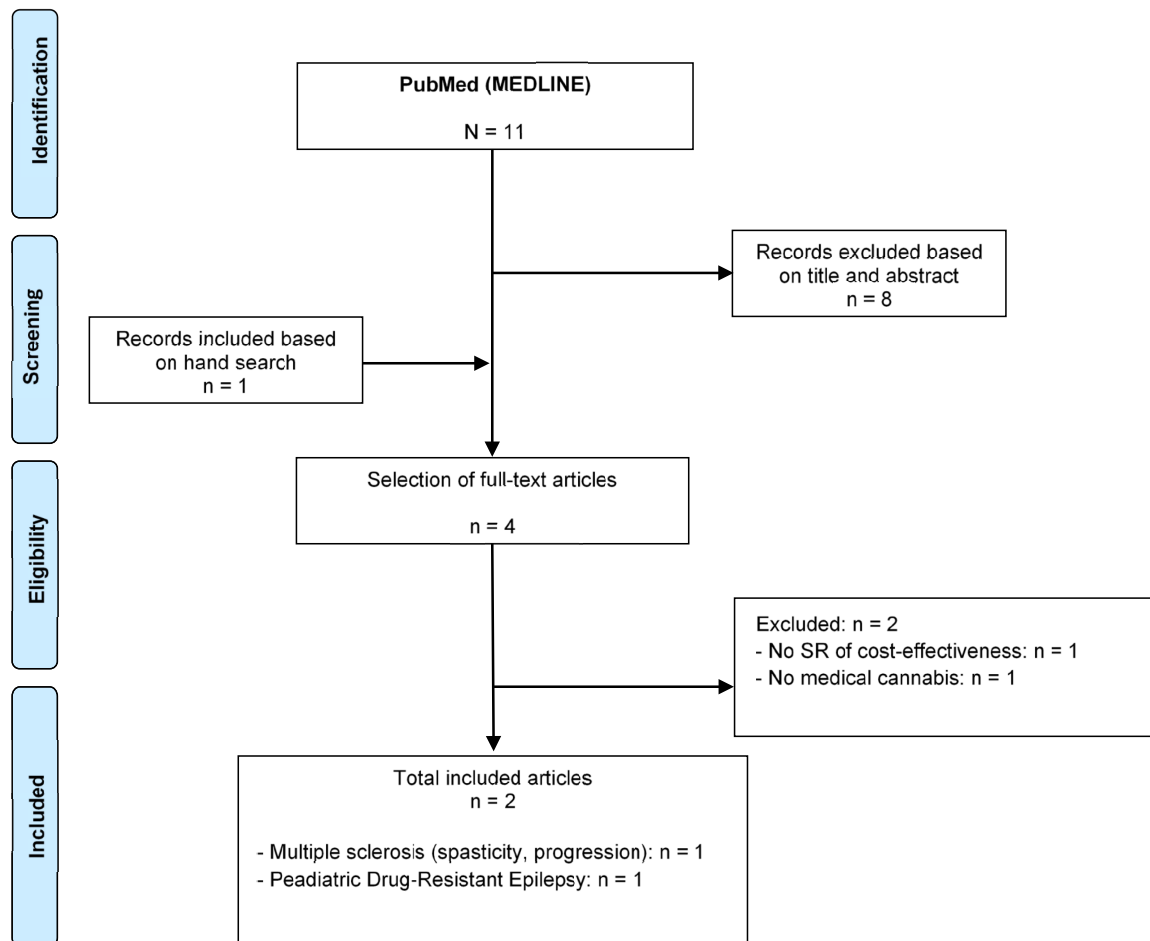 Identification
PubMed (MEDLINE)
N = 11
Screening
Records excluded based
on title and abstract
n = 8
Records included based
on hand search
n = 1
Eligibility
Selection of full-text articles
n = 4
Excluded: n = 2
- No SR of cost-effectiveness: n = 1
- No medical cannabis: n = 1
Included
Total included articles
n = 2
- Multiple sclerosis (spasticity, progression): n = 1
- Peadiatric Drug-Resistant Epilepsy: n = 1